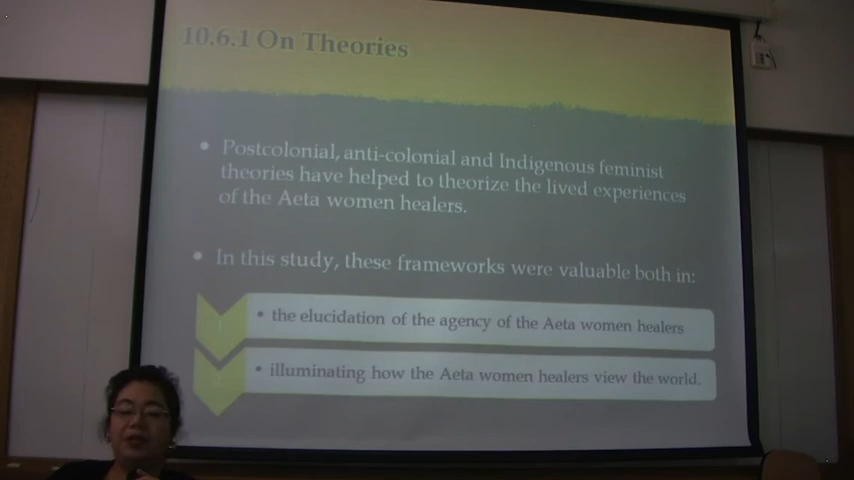 10.6.1 On Theories
• Postcolonial, anti-colonial and Indigenous feminist
theories have helped to theorize the lived experiences
of the Aeta women healers.
• In this study, these frameworks were valuable both in:
1
• the elucidation of the agency of the Aeta women healers
2
• illuminating how the Aeta women healers view the world.